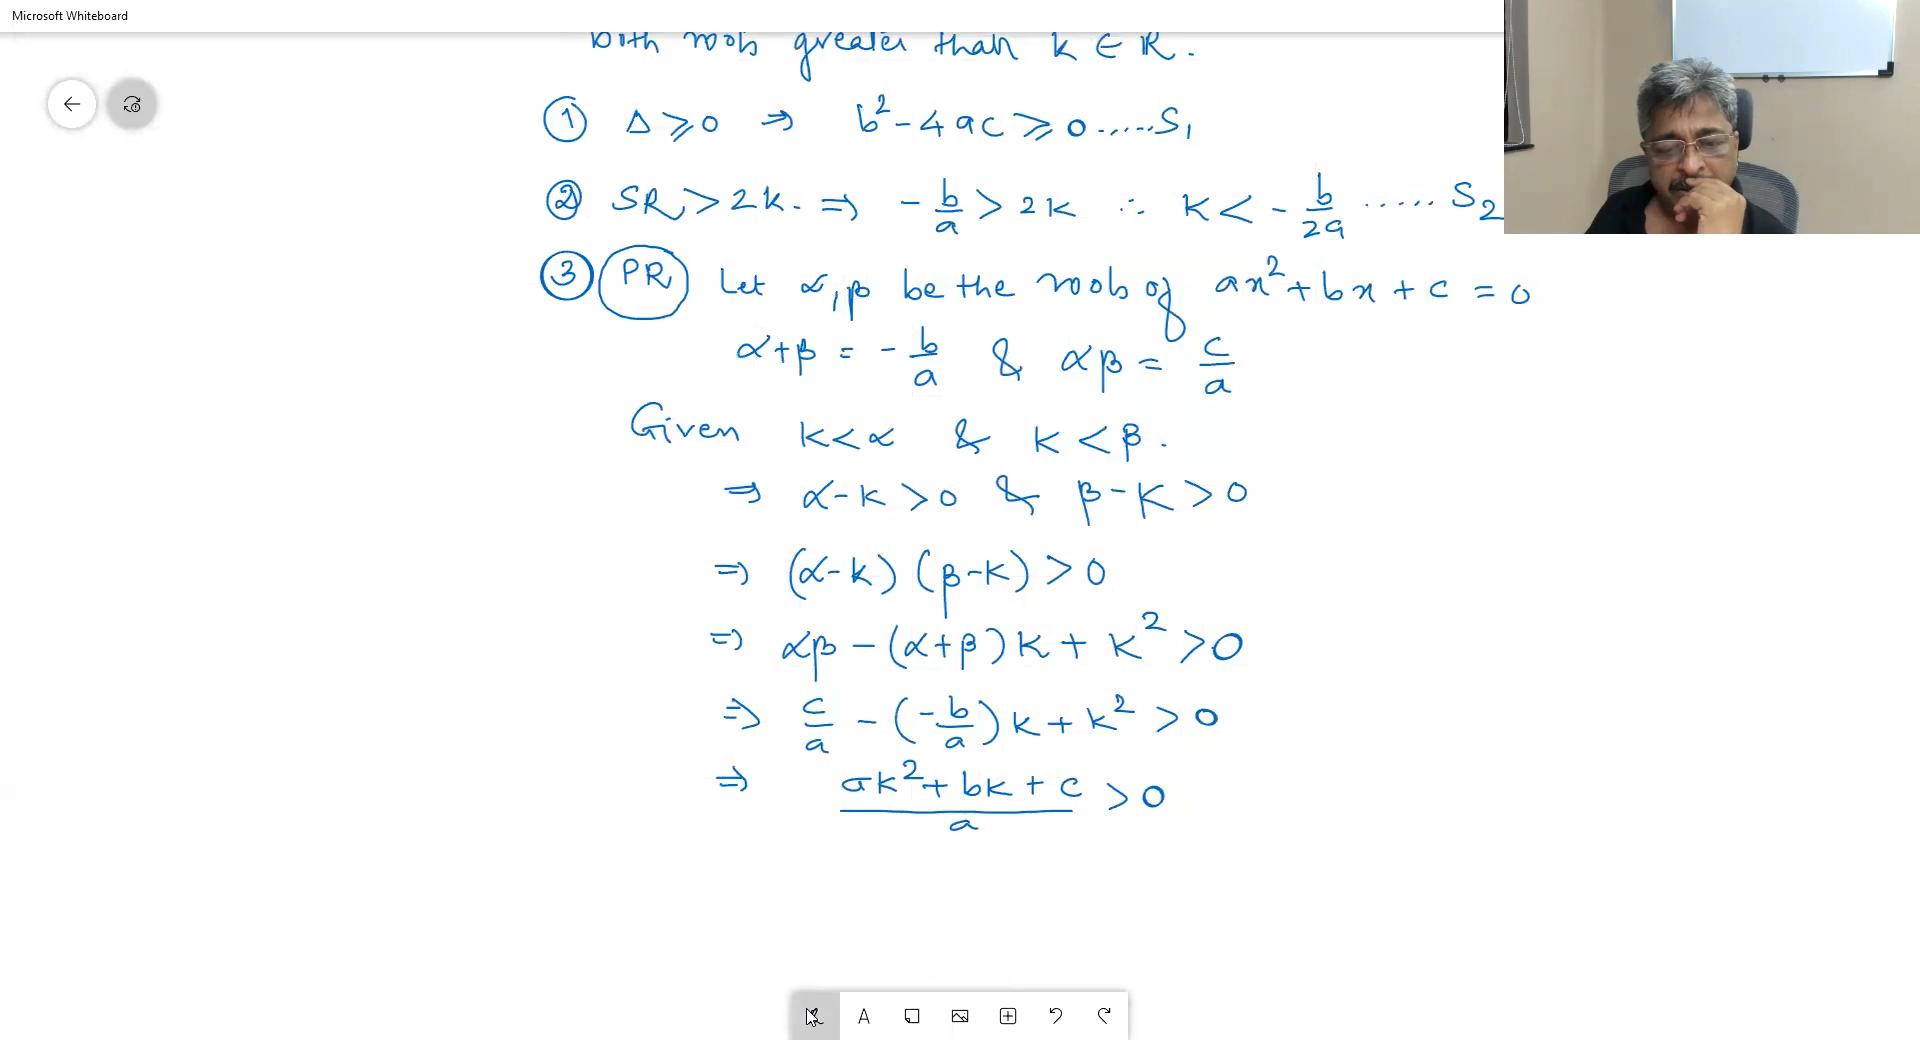 Microsoft Whiteboard
both roots greater than k ∈ R.
① Δ ⩾ 0 ⇒ b² - 4ac ⩾ 0 ..... S₁
② SR > 2k. ⇒ - b/a > 2k ∴ k < - b/2a ..... S₂
③ PR Let α, β be the roots of ax² + bx + c = 0
α+β = - b/a & αβ = c/a
Given k < α & k < β.
⇒ α - k > 0 & β - k > 0
⇒ (α - k) (β - k) > 0
⇒ αβ - (α + β) k + k² > 0
⇒ c/a - (- b/a) k + k² > 0
⇒ (ak² + bk + c)/a > 0
A